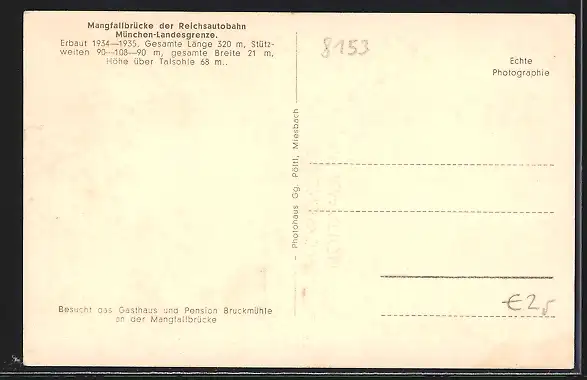 Mangfallbrücke der Reichsautobahn
München-Landesgrenze.
Erbaut 1934—1935. Gesamte Länge 320 m, Stütz-
weiten 90—108—90 m, gesamte Breite 21 m,
Höhe über Talsohle 68 m..
8153
Echte
Photographie
Photohaus Gg. Pöltl, Miesbach
€2,
Besucht das Gasthaus und Pension Bruckmühle
an der Mangfallbrücke